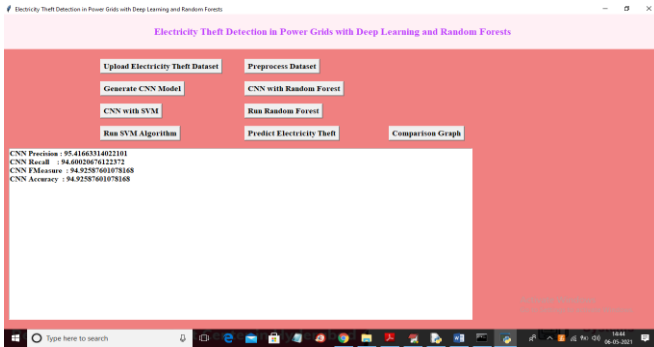 Electricity Theft Detection in Power Grids with Deep Learning and Random Forests
Electricity Theft Detection in Power Grids with Deep Learning and Random Forests
Upload Electricity Theft Dataset Preprocess Dataset
Generate CNN Model CNN with Random Forest
CNN with SVM Run Random Forest
Run SVM Algorithm Predict Electricity Theft Comparison Graph
CNN Precision : 95.41663314022101
CNN Recall : 94.60020676122372
CNN FMeasure : 94.92587601078168
CNN Accuracy : 94.92587601078168
Type here to search
14:44
06-05-2021